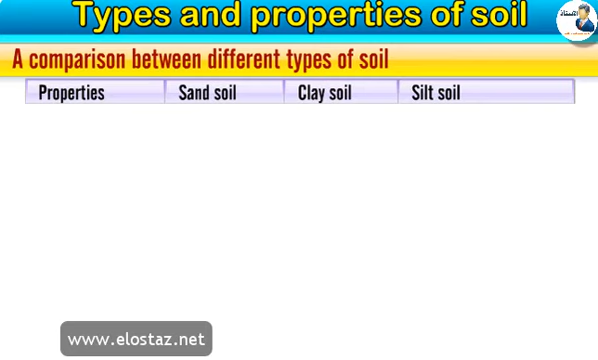 Types and properties of soil
الأستاذ
A comparison between different types of soil
Properties Sand soil Clay soil Silt soil
www.elostaz.net